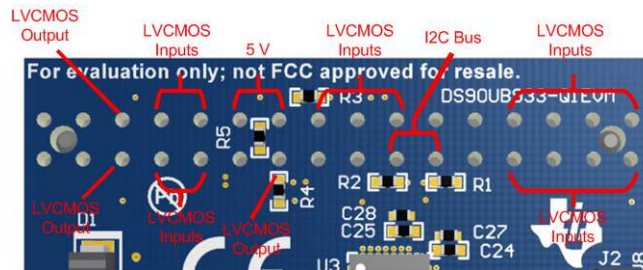 LVCMOS
Output
LVCMOS
Inputs
5 V
LVCMOS
Inputs
I2C Bus
LVCMOS
Inputs
For evaluation only; not FCC approved for resale.
R3
DS90UB933-Q1EVM
R5
R4
R2
R1
LVCMOS
Output
LVCMOS
Inputs
LVCMOS
Output
LVCMOS
Inputs
Pb
D1
C28
C25
C27
C24
U3
J2